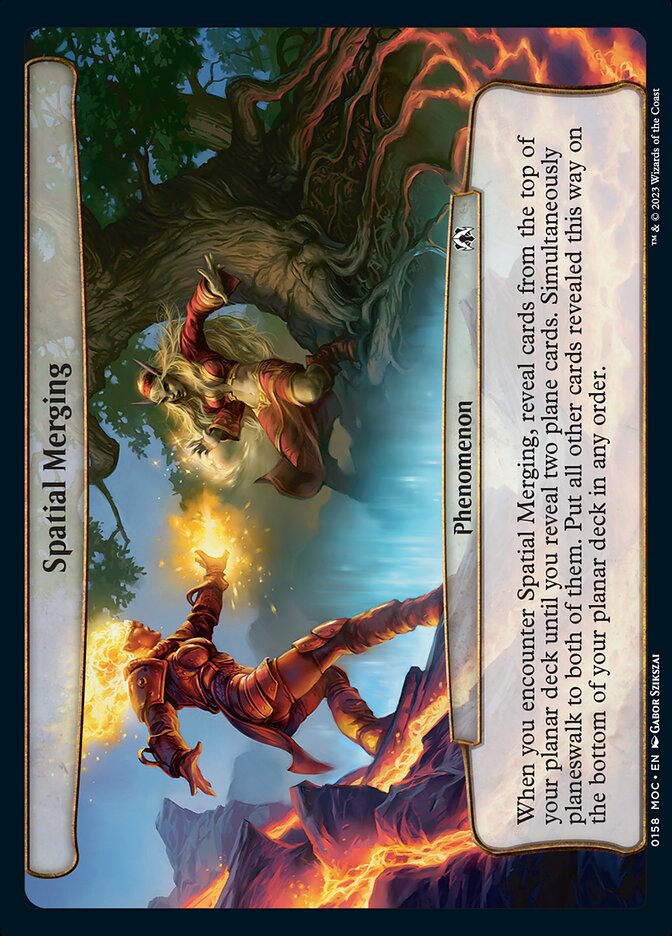 Spatial Merging
Phenomenon
When you encounter Spatial Merging, reveal cards from the top of
your planar deck until you reveal two plane cards. Simultaneously
planeswalk to both of them. Put all other cards revealed this way on
the bottom of your planar deck in any order.
0158 MOC • EN GABOR SZIKSZAI
™ & © 2023 Wizards of the Coast